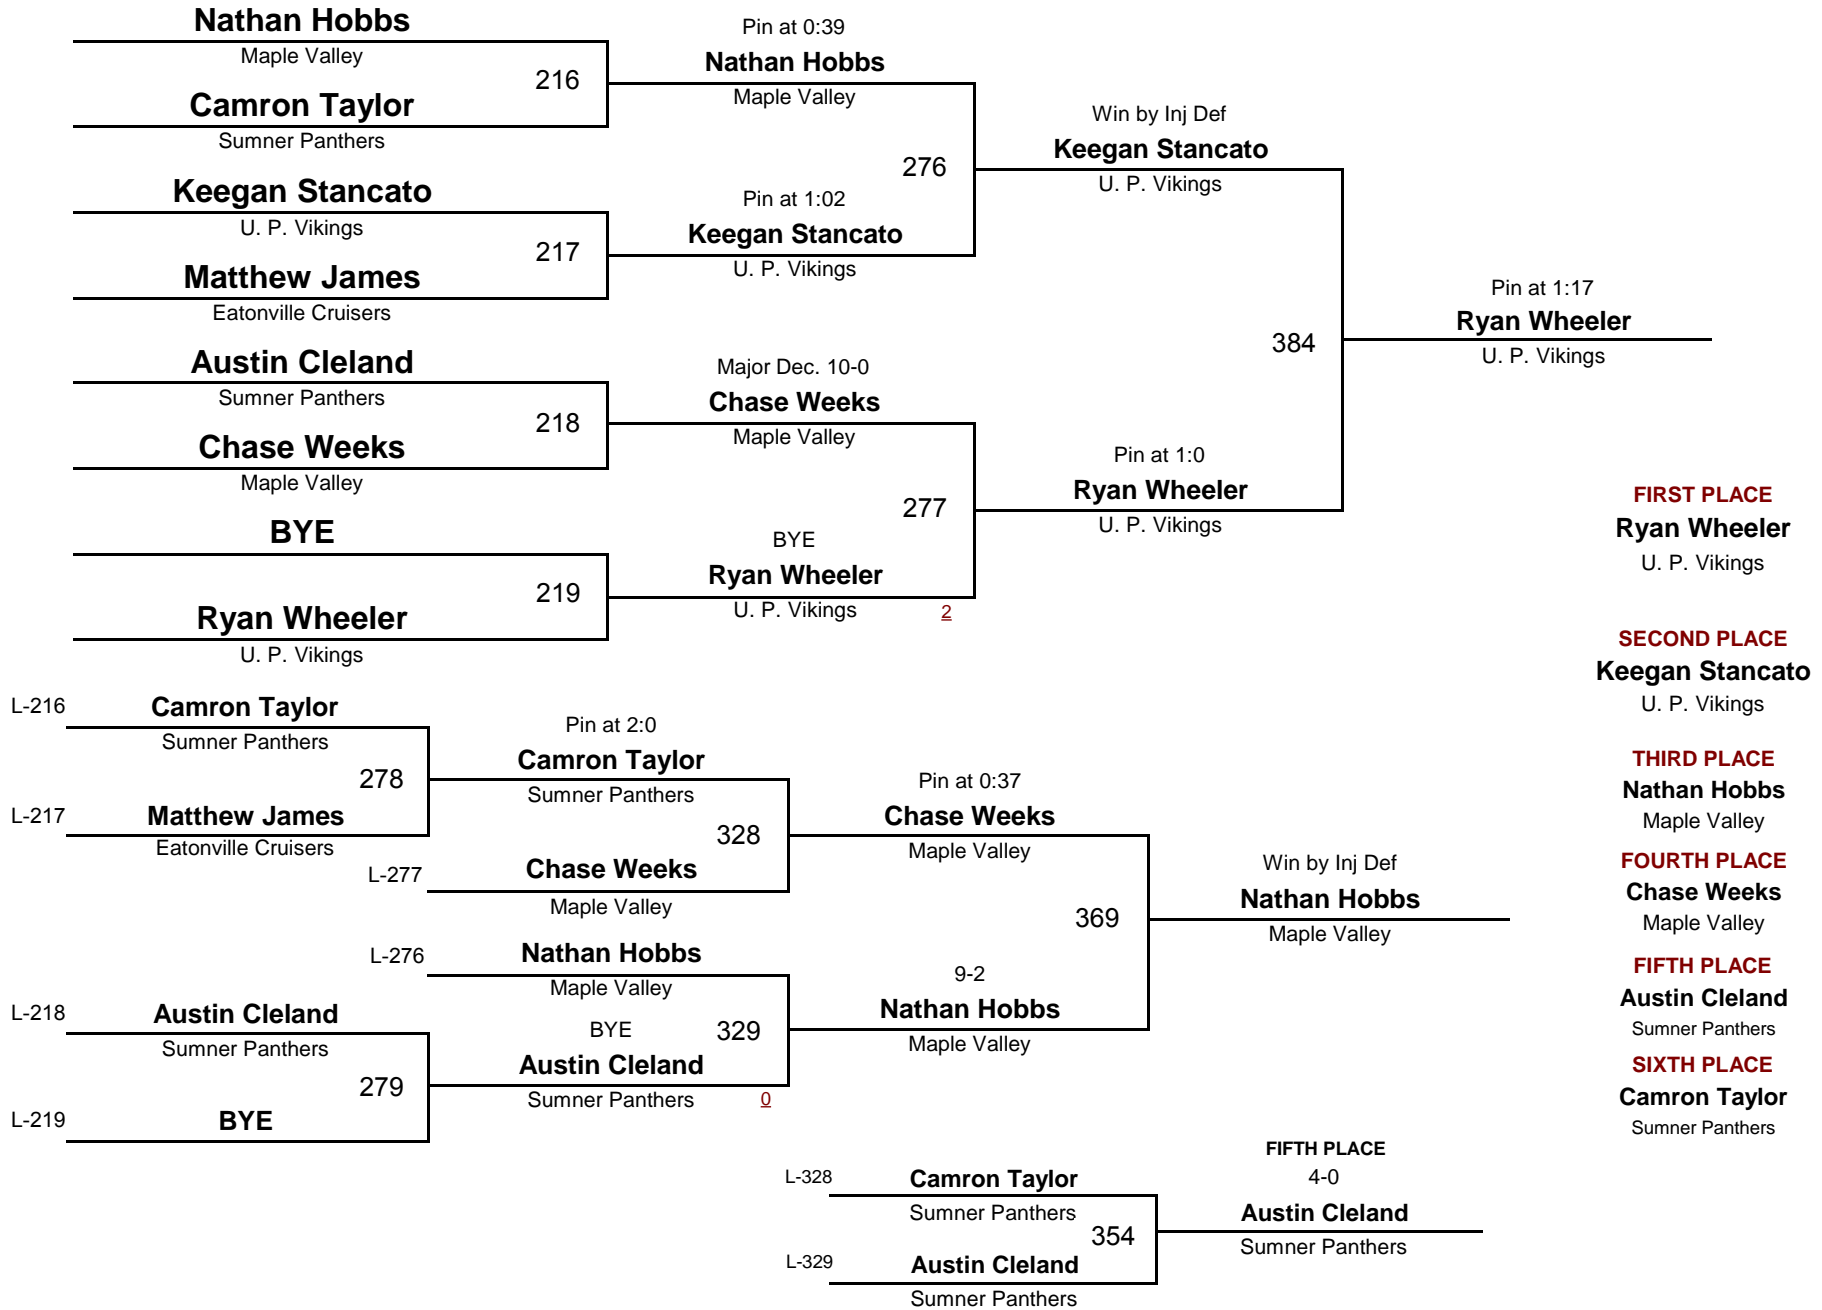 Nathan Hobbs
Maple Valley
216
Camron Taylor
Sumner Panthers
Keegan Stancato
U. P. Vikings
217
Matthew James
Eatonville Cruisers
Austin Cleland
Sumner Panthers
218
Chase Weeks
Maple Valley
BYE
219
Ryan Wheeler
U. P. Vikings
Pin at 0:39
Nathan Hobbs
Maple Valley
276
Pin at 1:02
Keegan Stancato
U. P. Vikings
Major Dec. 10-0
Chase Weeks
Maple Valley
277
BYE
Ryan Wheeler
U. P. Vikings
2
Win by Inj Def
Keegan Stancato
U. P. Vikings
384
Pin at 1:0
Ryan Wheeler
U. P. Vikings
Pin at 1:17
Ryan Wheeler
U. P. Vikings
L-216
Camron Taylor
Sumner Panthers
278
L-217
Matthew James
Eatonville Cruisers
Pin at 2:0
Camron Taylor
Sumner Panthers
328
L-277
Chase Weeks
Maple Valley
L-276
Nathan Hobbs
Maple Valley
L-218
Austin Cleland
Sumner Panthers
279
L-219
BYE
BYE
329
Austin Cleland
Sumner Panthers
0
Pin at 0:37
Chase Weeks
Maple Valley
369
9-2
Nathan Hobbs
Maple Valley
Win by Inj Def
Nathan Hobbs
Maple Valley
L-328
Camron Taylor
Sumner Panthers
354
L-329
Austin Cleland
Sumner Panthers
FIFTH PLACE
4-0
Austin Cleland
Sumner Panthers
FIRST PLACE
Ryan Wheeler
U. P. Vikings
SECOND PLACE
Keegan Stancato
U. P. Vikings
THIRD PLACE
Nathan Hobbs
Maple Valley
FOURTH PLACE
Chase Weeks
Maple Valley
FIFTH PLACE
Austin Cleland
Sumner Panthers
SIXTH PLACE
Camron Taylor
Sumner Panthers